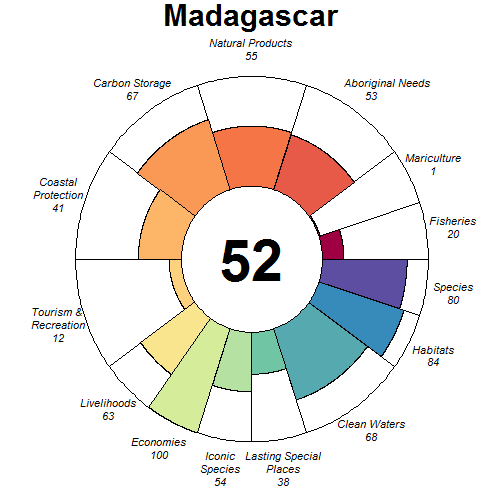 Madagascar
Natural Products
55
Carbon Storage
67
Aboriginal Needs
53
Mariculture
1
Coastal
Protection
41
Fisheries
20
52
Species
80
Tourism &
Recreation
12
Habitats
84
Livelihoods
63
Clean Waters
68
Economies
100
Iconic
Species
54
Lasting Special
Places
38